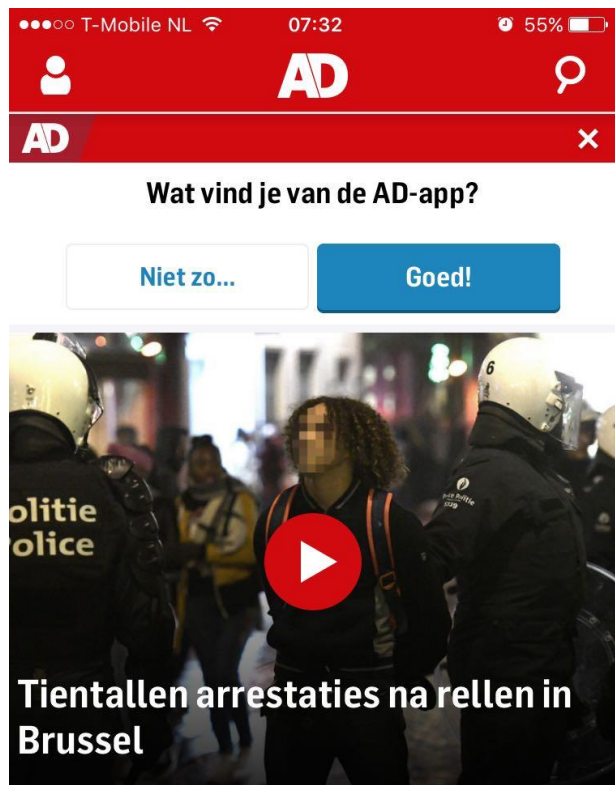 T-Mobile NL 07:32 55%
AD
AD
Wat vind je van de AD-app?
Niet zo... Goed!
6
olitie
olice
Tientallen arrestaties na rellen in
Brussel